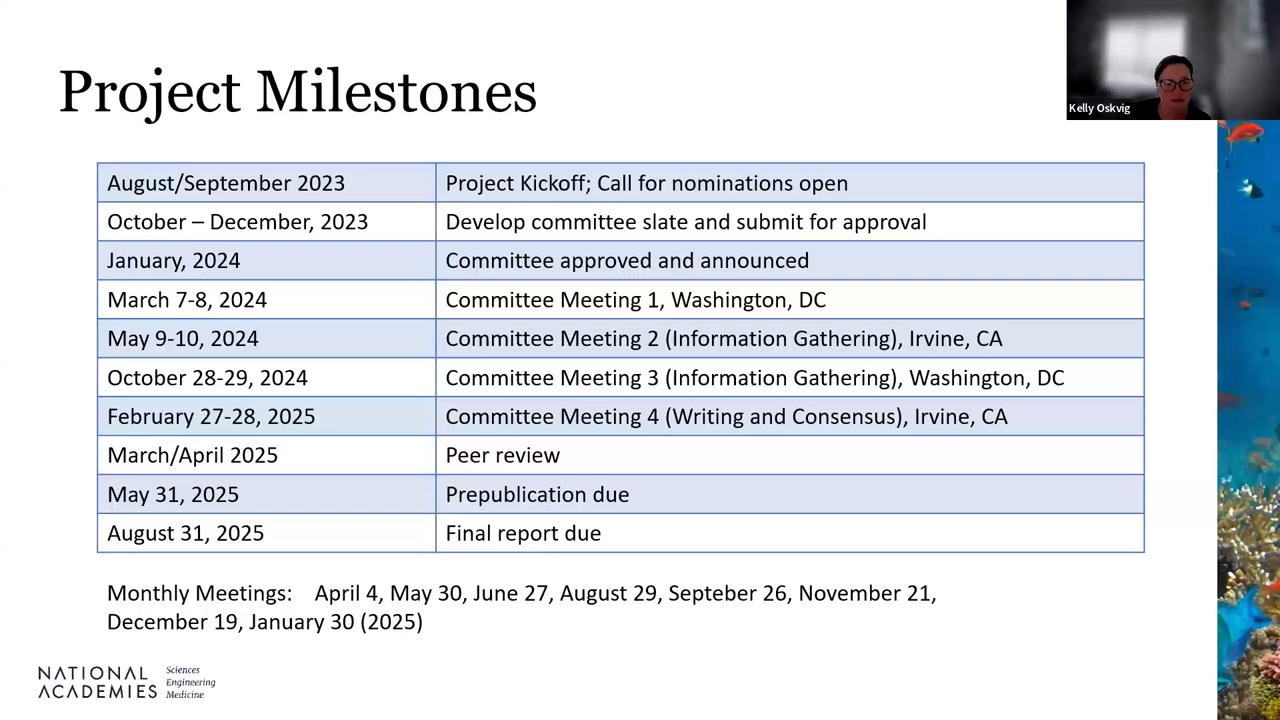 Kelly Oskvig
Project Milestones
August/September 2023 Project Kickoff; Call for nominations open
October – December, 2023 Develop committee slate and submit for approval
January, 2024 Committee approved and announced
March 7-8, 2024 Committee Meeting 1, Washington, DC
May 9-10, 2024 Committee Meeting 2 (Information Gathering), Irvine, CA
October 28-29, 2024 Committee Meeting 3 (Information Gathering), Washington, DC
February 27-28, 2025 Committee Meeting 4 (Writing and Consensus), Irvine, CA
March/April 2025 Peer review
May 31, 2025 Prepublication due
August 31, 2025 Final report due
Monthly Meetings: April 4, May 30, June 27, August 29, Septeber 26, November 21,
December 19, January 30 (2025)
NATIONAL ACADEMIES
Sciences
Engineering
Medicine